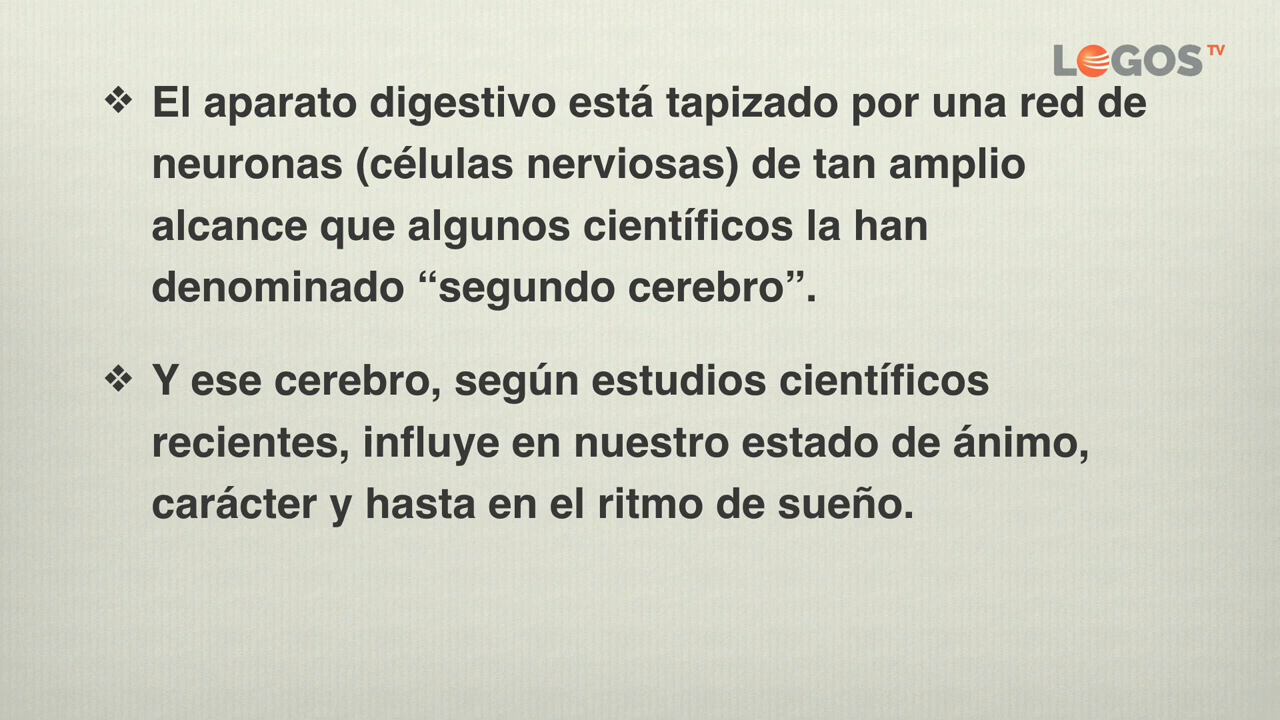 LOGOS TV
❖ El aparato digestivo está tapizado por una red de
neuronas (células nerviosas) de tan amplio
alcance que algunos científicos la han
denominado “segundo cerebro”.
❖ Y ese cerebro, según estudios científicos
recientes, influye en nuestro estado de ánimo,
carácter y hasta en el ritmo de sueño.